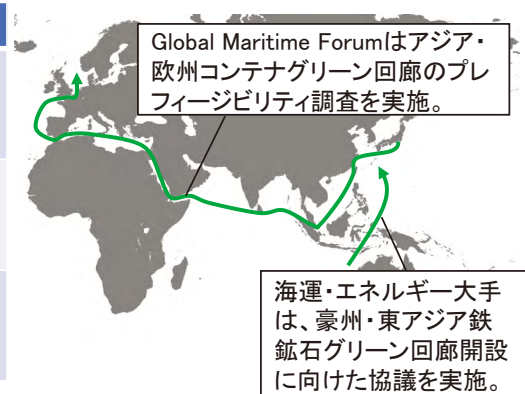 Global Maritime Forumはアジア・
欧州コンテナグリーン回廊のプレ
フィージビリティ調査を実施。
海運・エネルギー大手
は、豪州・東アジア鉄
鉱石グリーン回廊開設
に向けた協議を実施。